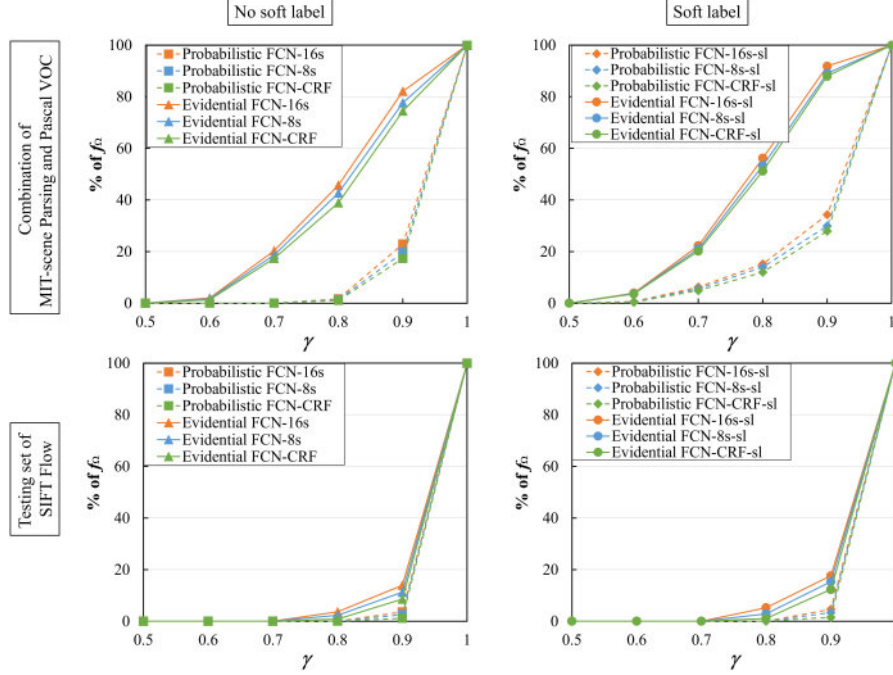 No soft label
Soft label
Combination of
MIT-scene Parsing and Pascal VOC
% of fΩ
100
80
60
40
20
0
Probabilistic FCN-16s
Probabilistic FCN-8s
Probabilistic FCN-CRF
Evidential FCN-16s
Evidential FCN-8s
Evidential FCN-CRF
0.5 0.6 0.7 0.8 0.9 1
γ
% of fΩ
100
80
60
40
20
0
Probabilistic FCN-16s-sl
Probabilistic FCN-8s-sl
Probabilistic FCN-CRF-sl
Evidential FCN-16s-sl
Evidential FCN-8s-sl
Evidential FCN-CRF-sl
0.5 0.6 0.7 0.8 0.9 1
γ
Testing set of
SIFT Flow
% of fΩ
100
80
60
40
20
0
Probabilistic FCN-16s
Probabilistic FCN-8s
Probabilistic FCN-CRF
Evidential FCN-16s
Evidential FCN-8s
Evidential FCN-CRF
0.5 0.6 0.7 0.8 0.9 1
γ
% of fΩ
100
80
60
40
20
0
Probabilistic FCN-16s-sl
Probabilistic FCN-8s-sl
Probabilistic FCN-CRF-sl
Evidential FCN-16s-sl
Evidential FCN-8s-sl
Evidential FCN-CRF-sl
0.5 0.6 0.7 0.8 0.9
γ